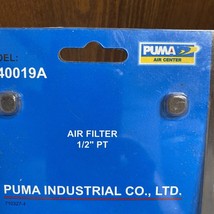 DEL:
40019A
PUMA
AIR CENTER
AIR FILTER
1/2" PT
PUMA INDUSTRIAL CO., LTD.